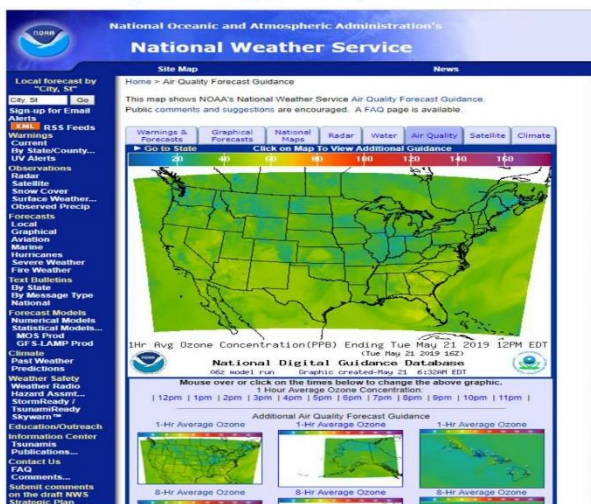 NOAA
National Oceanic and Atmospheric Administration's
National Weather Service
Site Map News
Local forecast by
"City, St"
City, St Go
Sign-up for Email
Alerts
XML RSS Feeds
Warnings
Current
By State/County...
UV Alerts
Observations
Radar
Satellite
Snow Cover
Surface Weather...
Observed Precip
Forecasts
Local
Graphical
Aviation
Marine
Hurricanes
Severe Weather
Fire Weather
Text Bulletins
By State
By Message Type
National
Forecast Models
Numerical Models
Statistical Models...
MOS Prod
GFS-LAMP Prod
Climate
Past Weather
Predictions
Weather Safety
Weather Radio
Hazard Assmt...
StormReady /
TsunamiReady
Skywarn™
Education/Outreach
Information Center
Tsunamis
Publications...
Contact Us
FAQ
Comments...
Submit comments
on the draft NWS
Strategic Plan
Home > Air Quality Forecast Guidance
This map shows NOAA's National Weather Service Air Quality Forecast Guidance.
Public comments and suggestions are encouraged. A FAQ page is available.
Warnings & Forecasts
Graphical Forecasts
National Maps
Radar
Water
Air Quality
Satellite
Climate
Go to State Click on Map To View Additional Guidance
20 40 60 80 100 120 140 160
1Hr Avg Ozone Concentration(PPB) Ending Tue May 21 2019 12PM EDT
(Tue May 21 2019 16Z)
National Digital Guidance Database
06z model run Graphic created-May 21 6:32AM EDT
Mouse over or click on the times below to change the above graphic.
1 Hour Average Ozone Concentration:
| 12pm | 1pm | 2pm | 3pm | 4pm | 5pm | 6pm | 7pm | 8pm | 9pm | 10pm | 11pm |
Additional Air Quality Forecast Guidance
1-Hr Average Ozone 1-Hr Average Ozone 1-Hr Average Ozone
8-Hr Average Ozone 8-Hr Average Ozone 8-Hr Average Ozone